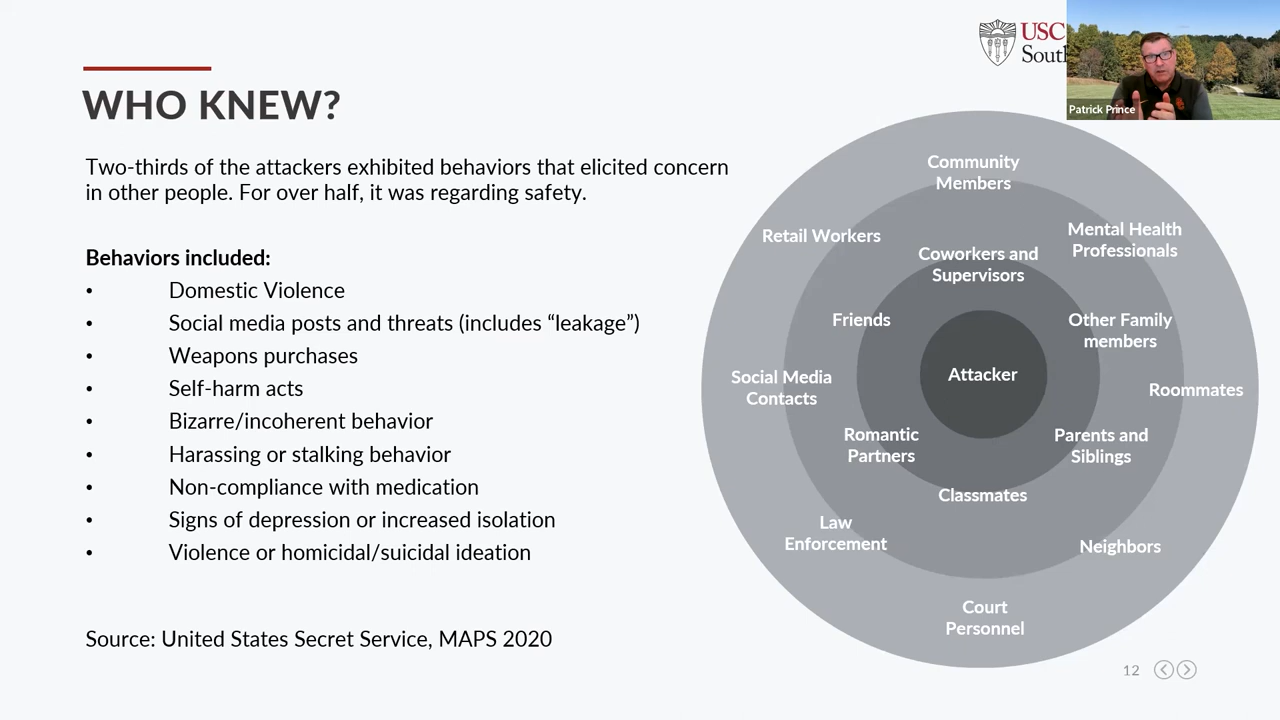 USC
Patrick Prince
WHO KNEW?
Two-thirds of the attackers exhibited behaviors that elicited concern
in other people. For over half, it was regarding safety.
Behaviors included:
• Domestic Violence
• Social media posts and threats (includes “leakage”)
• Weapons purchases
• Self-harm acts
• Bizarre/incoherent behavior
• Harassing or stalking behavior
• Non-compliance with medication
• Signs of depression or increased isolation
• Violence or homicidal/suicidal ideation
Source: United States Secret Service, MAPS 2020
Community
Members
Retail Workers
Mental Health
Professionals
Coworkers and
Supervisors
Friends
Other Family
members
Attacker
Social Media
Contacts
Roommates
Romantic
Partners
Parents and
Siblings
Classmates
Law
Enforcement
Neighbors
Court
Personnel
12